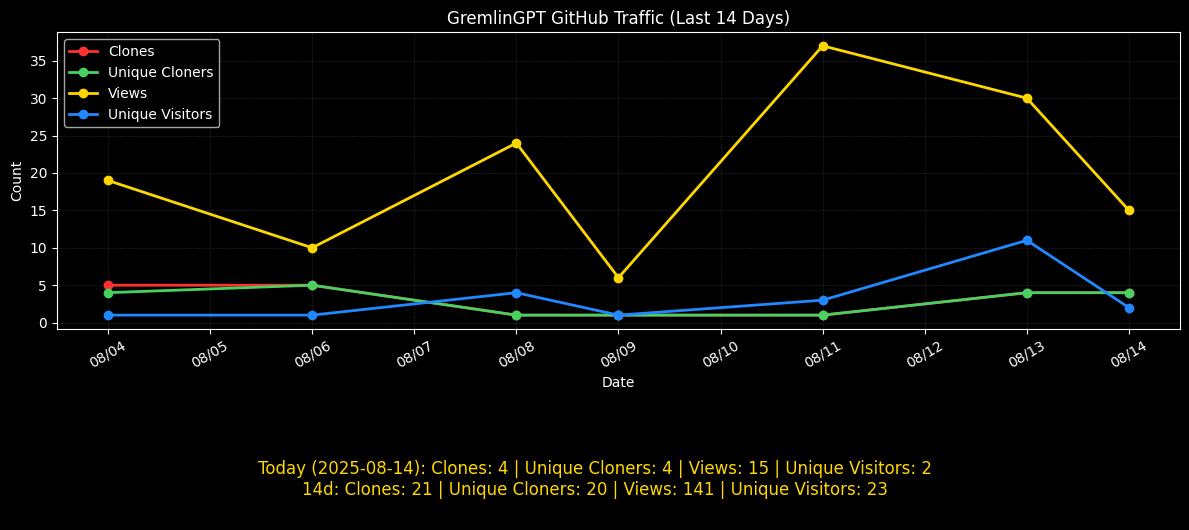 GremlinGPT GitHub Traffic (Last 14 Days)
Clones
Unique Cloners
Views
Unique Visitors
Count
35
30
25
20
15
10
5
0
08/04
08/05
08/06
08/07
08/08
08/09
08/10
08/11
08/12
08/13
08/14
Date
Today (2025-08-14): Clones: 4 | Unique Cloners: 4 | Views: 15 | Unique Visitors: 2
14d: Clones: 21 | Unique Cloners: 20 | Views: 141 | Unique Visitors: 23